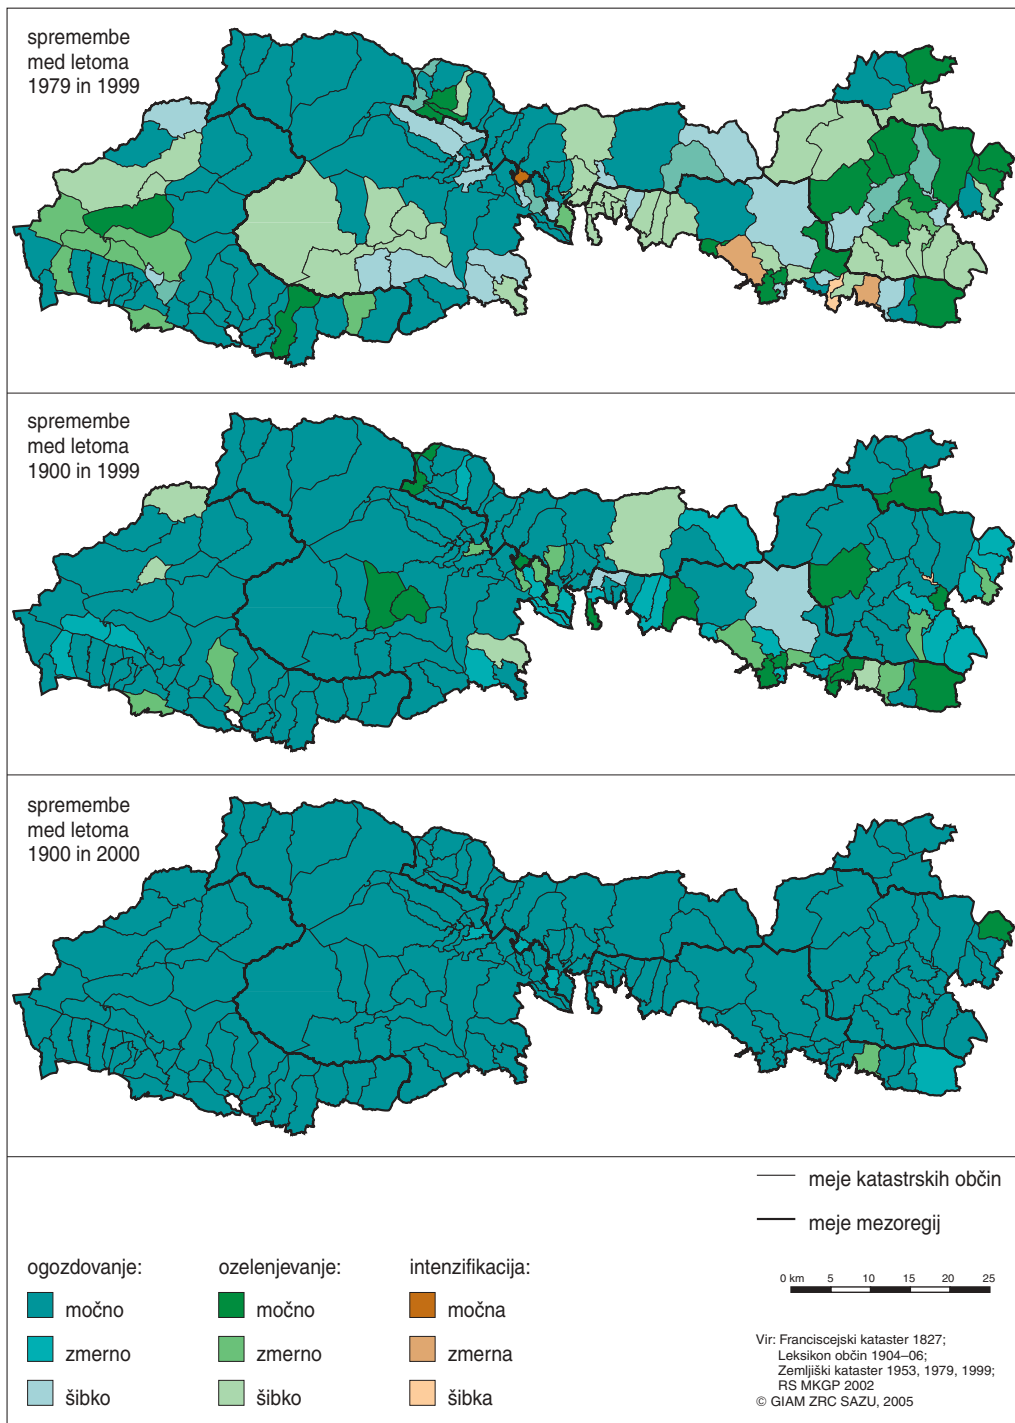 spremembe
med letoma
1979 in 1999
spremembe
med letoma
1900 in 1999
spremembe
med letoma
1900 in 2000
meje katastrskih občin
meje mezoregij
ogozdovanje:
močno
zmerno
šibko
ozelenjevanje:
močno
zmerno
šibko
intenzifikacija:
močna
zmerna
šibka
0 km 5 10 15 20 25
Vir: Franciscejski kataster 1827;
Leksikon občin 1904–06;
Zemljiški kataster 1953, 1979, 1999;
RS MKGP 2002
© GIAM ZRC SAZU, 2005